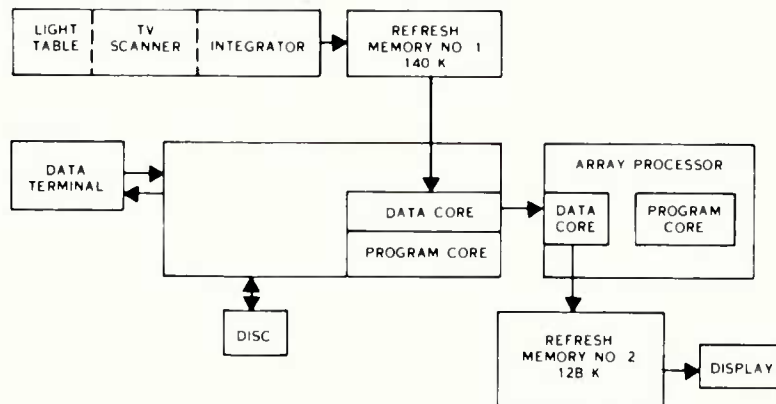 LIGHT TABLE
TV SCANNER
INTEGRATOR
REFRESH
MEMORY NO. 1
140 K
DATA
TERMINAL
DATA CORE
PROGRAM CORE
ARRAY PROCESSOR
DATA
CORE
PROGRAM
CORE
DISC
REFRESH
MEMORY NO. 2
128 K
DISPLAY